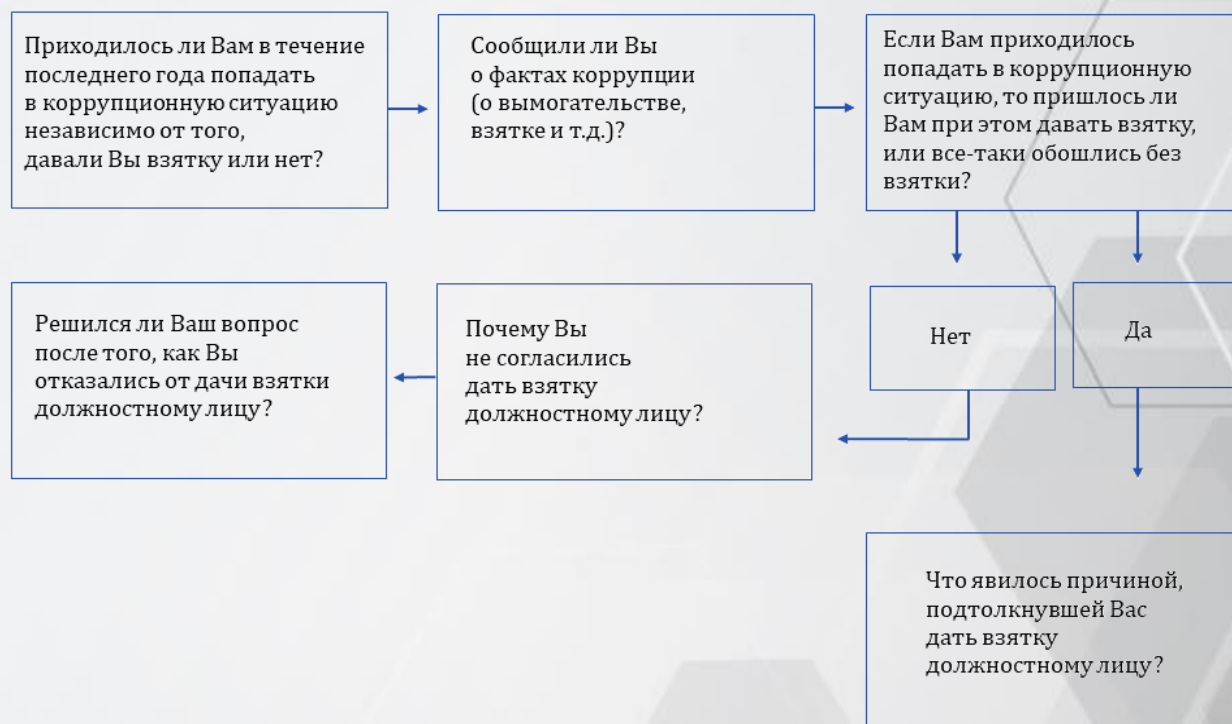 Приходилось ли Вам в течение
последнего года попадать
в коррупционную ситуацию
независимо от того,
давали Вы взятку или нет?
Сообщили ли Вы
о фактах коррупции
(о вымогательстве,
взятке и т.д.)?
Если Вам приходилось
попадать в коррупционную
ситуацию, то пришлось ли
Вам при этом давать взятку,
или все-таки обошлись без
взятки?
Нет
Да
Почему Вы
не согласились
дать взятку
должностному лицу?
Решился ли Ваш вопрос
после того, как Вы
отказались от дачи взятки
должностному лицу?
Что явилось причиной,
подтолкнувшей Вас
дать взятку
должностному лицу?